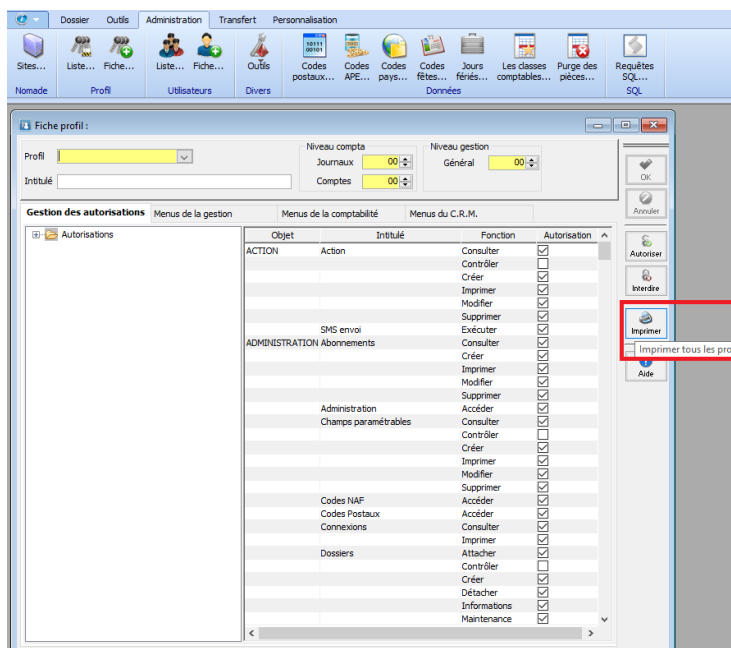 Dossier Outils Administration Transfert Personnalisation
Sites... Liste... Fiche... Liste... Fiche... Outils Codes postaux... Codes APE... Codes pays... Codes fêtes... Jours fériés... Les classes comptables... Purge des pièces... Requêtes SQL...
Nomade Profil Utilisateurs Divers Données SQL
Fiche profil :
Niveau compta Niveau gestion
Profil Journaux 00 Général 00
OK
Intitulé Comptes 00
Annuler
Gestion des autorisations Menus de la gestion Menus de la comptabilité Menus du C.R.M.
Autorisations
Objet Intitulé Fonction Autorisation
ACTION Action Consulter
Autoriser
Contrôler
Créer
Interdire
Imprimer
Modifier
Supprimer
SMS envoi Exécuter
Imprimer
ADMINISTRATION Abonnements Consulter
Imprimer tous les pro
Créer
Imprimer
Aide
Modifier
Supprimer
Administration Accéder
Champs paramétrables Consulter
Contrôler
Créer
Imprimer
Modifier
Supprimer
Codes NAF Accéder
Codes Postaux Accéder
Connexions Consulter
Imprimer
Dossiers Attacher
Contrôler
Créer
Détacher
Informations
Maintenance